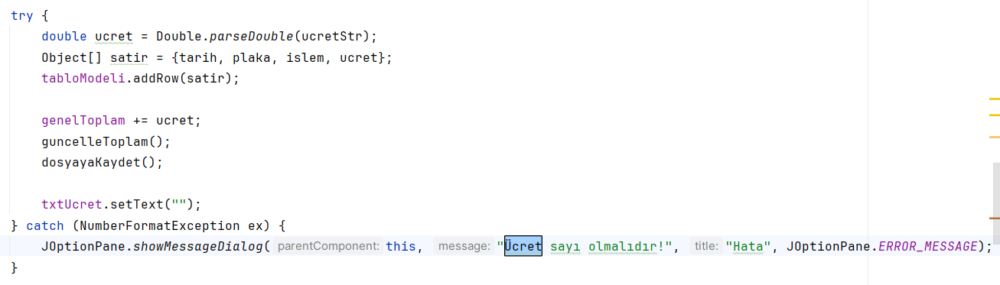 try {
    double ucret = Double.parseDouble(ucretStr);
    Object[] satir = {tarih, plaka, islem, ucret};
    tabloModeli.addRow(satir);

    genelToplam += ucret;
    guncelleToplam();
    dosyayaKaydet();

    txtUcret.setText("");
} catch (NumberFormatException ex) {
    JOptionPane.showMessageDialog( parentComponent: this, message: "Ücret sayı olmalıdır!", title: "Hata", JOptionPane.ERROR_MESSAGE);
}